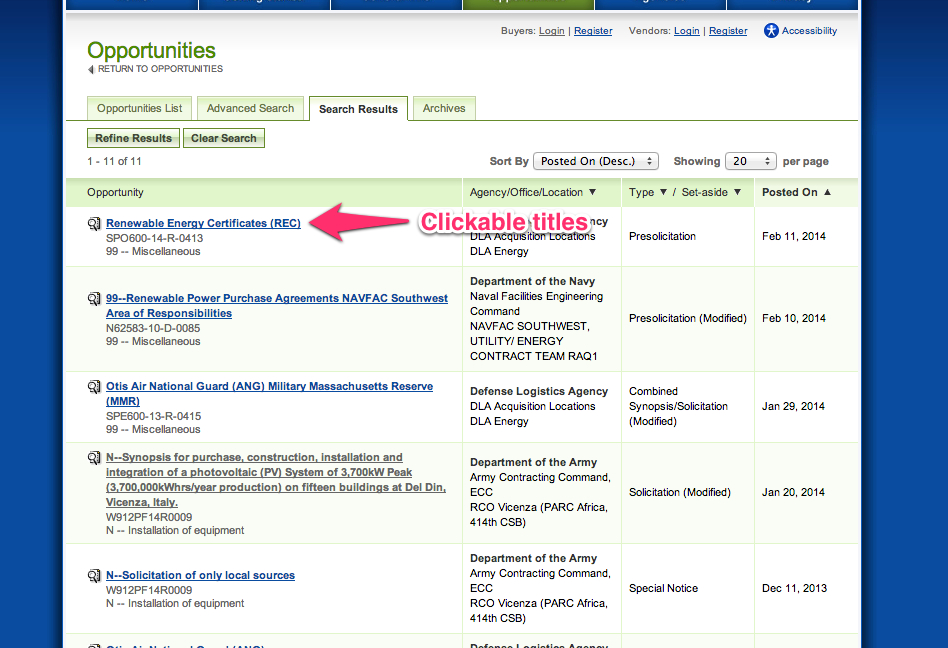 Buyers: Login | Register Vendors: Login | Register Accessibility
Opportunities
RETURN TO OPPORTUNITIES
Opportunities List Advanced Search Search Results Archives
Refine Results Clear Search
1 - 11 of 11 Sort By Posted On (Desc.) Showing 20 per page
Opportunity Agency/Office/Location ▼ Type ▼ / Set-aside ▼ Posted On ▲
Renewable Energy Certificates (REC)
SPO600-14-R-0413
99 -- Miscellaneous
Clickable titles
DLA Acquisition Locations
DLA Energy
Presolicitation
Feb 11, 2014
99--Renewable Power Purchase Agreements NAVFAC Southwest
Area of Responsibilities
N62583-10-D-0085
99 -- Miscellaneous
Department of the Navy
Naval Facilities Engineering
Command
NAVFAC SOUTHWEST,
UTILITY/ ENERGY
CONTRACT TEAM RAQ1
Presolicitation (Modified)
Feb 10, 2014
Otis Air National Guard (ANG) Military Massachusetts Reserve
(MMR)
SPE600-13-R-0415
99 -- Miscellaneous
Defense Logistics Agency
DLA Acquisition Locations
DLA Energy
Combined
Synopsis/Solicitation
(Modified)
Jan 29, 2014
N--Synopsis for purchase, construction, installation and
integration of a photovoltaic (PV) System of 3,700kW Peak
(3,700,000kWhrs/year production) on fifteen buildings at Del Din,
Vicenza, Italy.
W912PF14R0009
N -- Installation of equipment
Department of the Army
Army Contracting Command,
ECC
RCO Vicenza (PARC Africa,
414th CSB)
Solicitation (Modified)
Jan 20, 2014
N--Solicitation of only local sources
W912PF14R0009
N -- Installation of equipment
Department of the Army
Army Contracting Command,
ECC
RCO Vicenza (PARC Africa,
414th CSB)
Special Notice
Dec 11, 2013
Otis Air National Guard (ANG)
Defense Logistics Agency